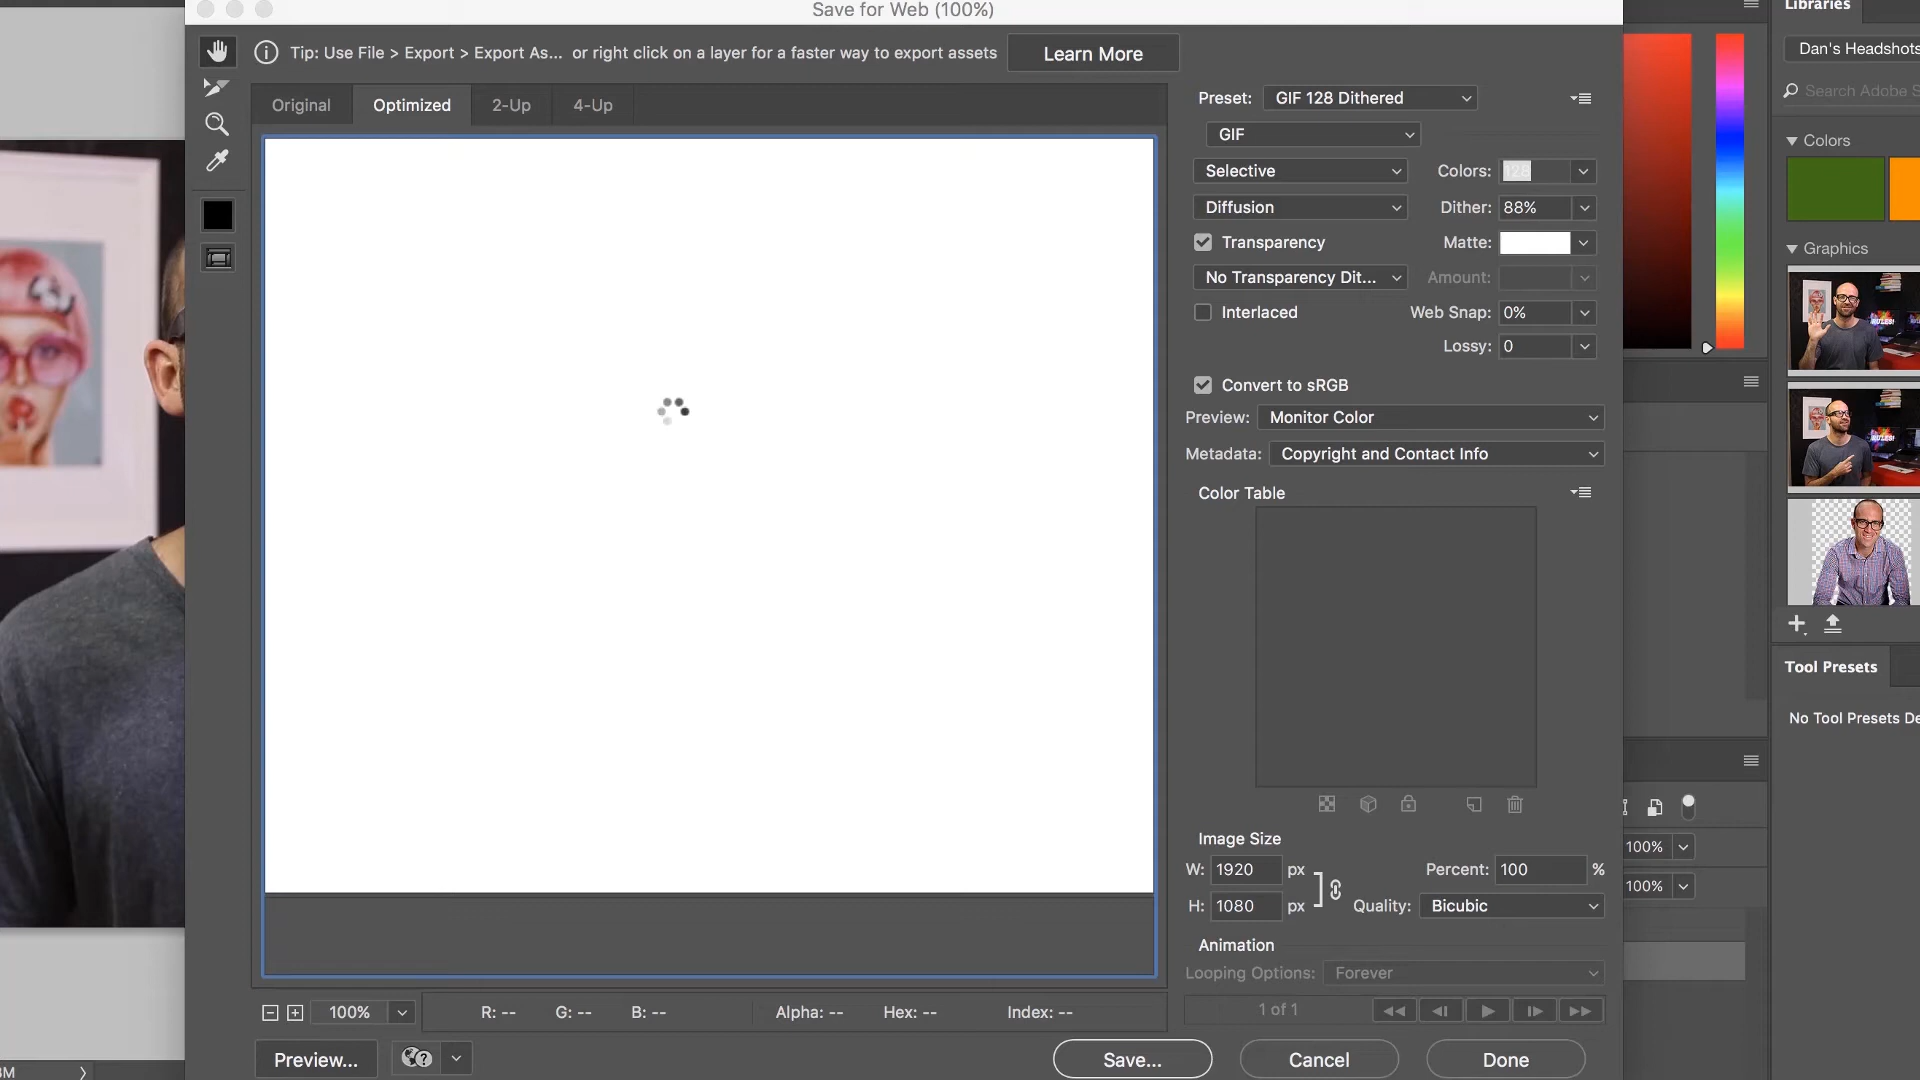 Save for Web (100%)
Tip: Use File > Export > Export As... or right click on a layer for a faster way to export assets
Learn More
Original
Optimized
2-Up
4-Up
Preset: GIF 128 Dithered
GIF
Selective
Colors: 128
Diffusion
Dither: 88%
Transparency
Matte:
No Transparency Dit...
Amount:
Interlaced
Web Snap: 0%
Lossy: 0
Convert to sRGB
Preview: Monitor Color
Metadata: Copyright and Contact Info
Color Table
Image Size
W: 1920 px
Percent: 100 %
H: 1080 px
Quality: Bicubic
Animation
Looping Options: Forever
1 of 1
100%
R: --
G: --
B: --
Alpha: --
Hex: --
Index: --
Preview...
Save...
Cancel
Done
Libraries
Dan's Headshots
Search Adobe S
Colors
Graphics
Tool Presets
No Tool Presets De
100%
100%